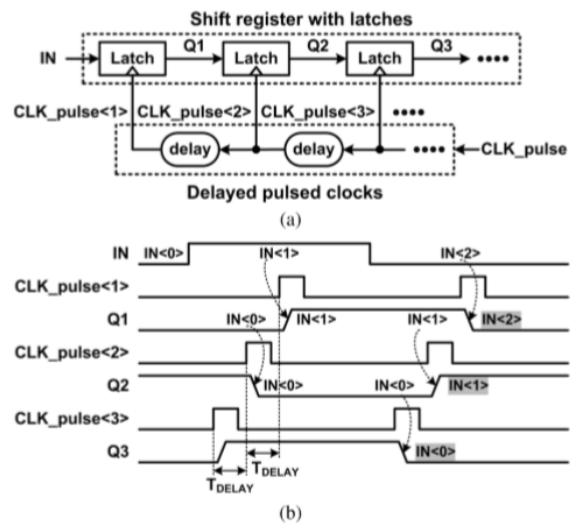 Shift register with latches
IN Latch Q1 Latch Q2 Latch Q3
CLK_pulse<1> CLK_pulse<2> CLK_pulse<3>
delay delay CLK_pulse
Delayed pulsed clocks
(a)
IN IN<0> IN<1> IN<2>
CLK_pulse<1>
Q1 IN<0> IN<1> IN<1> IN<2>
CLK_pulse<2>
Q2 IN<0> IN<0> IN<1>
CLK_pulse<3>
Q3 IN<0>
TDELAY
TDELAY
(b)